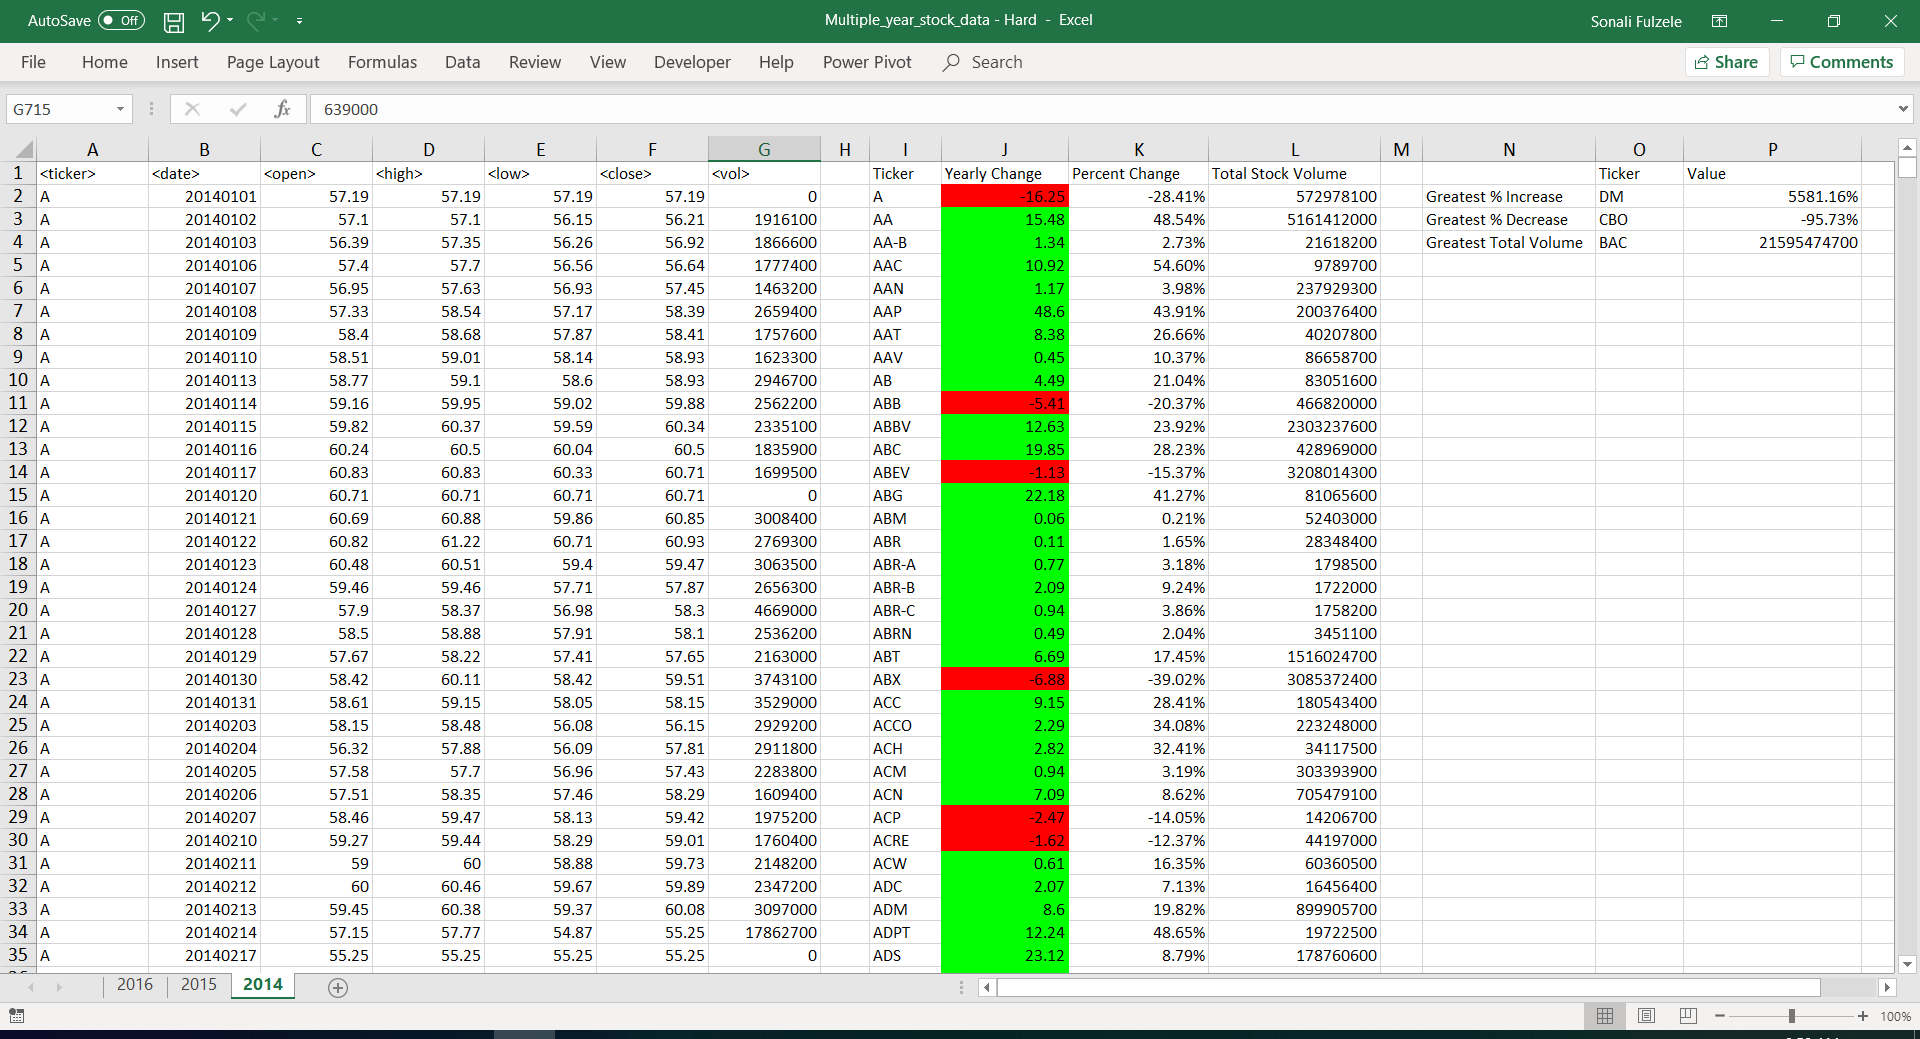 AutoSave Off Multiple_year_stock_data - Hard - Excel Sonali Fulzele
File Home Insert Page Layout Formulas Data Review View Developer Help Power Pivot Search Share Comments
G715 fx 639000
A B C D E F G H I J K L M N O P
1 <ticker> <date> <open> <high> <low> <close> <vol> Ticker Yearly Change Percent Change Total Stock Volume Ticker Value
2 A 20140101 57.19 57.19 57.19 57.19 0 A -16.25 -28.41% 572978100 Greatest % Increase DM 5581.16%
3 A 20140102 57.1 57.1 56.15 56.21 1916100 AA 15.48 48.54% 5161412000 Greatest % Decrease CBO -95.73%
4 A 20140103 56.39 57.35 56.26 56.92 1866600 AA-B 1.34 2.73% 21618200 Greatest Total Volume BAC 21595474700
5 A 20140106 57.4 57.7 56.56 56.64 1777400 AAC 10.92 54.60% 9789700
6 A 20140107 56.95 57.63 56.93 57.45 1463200 AAN 1.17 3.98% 237929300
7 A 20140108 57.33 58.54 57.17 58.39 2659400 AAP 48.6 43.91% 200376400
8 A 20140109 58.4 58.68 57.87 58.41 1757600 AAT 8.38 26.66% 40207800
9 A 20140110 58.51 59.01 58.14 58.93 1623300 AAV 0.45 10.37% 86658700
10 A 20140113 58.77 59.1 58.6 58.93 2946700 AB 4.49 21.04% 83051600
11 A 20140114 59.16 59.95 59.02 59.88 2562200 ABB -5.41 -20.37% 466820000
12 A 20140115 59.82 60.37 59.59 60.34 2335100 ABBV 12.63 23.92% 2303237600
13 A 20140116 60.24 60.5 60.04 60.5 1835900 ABC 19.85 28.23% 428969000
14 A 20140117 60.83 60.83 60.33 60.71 1699500 ABEV -1.13 -15.37% 3208014300
15 A 20140120 60.71 60.71 60.71 60.71 0 ABG 22.18 41.27% 81065600
16 A 20140121 60.69 60.88 59.86 60.85 3008400 ABM 0.06 0.21% 52403000
17 A 20140122 60.82 61.22 60.71 60.93 2769300 ABR 0.11 1.65% 28348400
18 A 20140123 60.48 60.51 59.4 59.47 3063500 ABR-A 0.77 3.18% 1798500
19 A 20140124 59.46 59.46 57.71 57.87 2656300 ABR-B 2.09 9.24% 1722000
20 A 20140127 57.9 58.37 56.98 58.3 4669000 ABR-C 0.94 3.86% 1758200
21 A 20140128 58.5 58.88 57.91 58.1 2536200 ABRN 0.49 2.04% 3451100
22 A 20140129 57.67 58.22 57.41 57.65 2163000 ABT 6.69 17.45% 1516024700
23 A 20140130 58.42 60.11 58.42 59.51 3743100 ABX -6.88 -39.02% 3085372400
24 A 20140131 58.61 59.15 58.05 58.15 3529000 ACC 9.15 28.41% 180543400
25 A 20140203 58.15 58.48 56.08 56.15 2929200 ACCO 2.29 34.08% 223248000
26 A 20140204 56.32 57.88 56.09 57.81 2911800 ACH 2.82 32.41% 34117500
27 A 20140205 57.58 57.7 56.96 57.43 2283800 ACM 0.94 3.19% 303393900
28 A 20140206 57.51 58.35 57.46 58.29 1609400 ACN 7.09 8.62% 705479100
29 A 20140207 58.46 59.47 58.13 59.42 1975200 ACP -2.47 -14.05% 14206700
30 A 20140210 59.27 59.44 58.29 59.01 1760400 ACRE -1.62 -12.37% 44197000
31 A 20140211 59 60 58.88 59.73 2148200 ACW 0.61 16.35% 60360500
32 A 20140212 60 60.46 59.67 59.89 2347200 ADC 2.07 7.13% 16456400
33 A 20140213 59.45 60.38 59.37 60.08 3097000 ADM 8.6 19.82% 899905700
34 A 20140214 57.15 57.77 54.87 55.25 17862700 ADPT 12.24 48.65% 19722500
35 A 20140217 55.25 55.25 55.25 55.25 0 ADS 23.12 8.79% 178760600
2016 2015 2014
100%